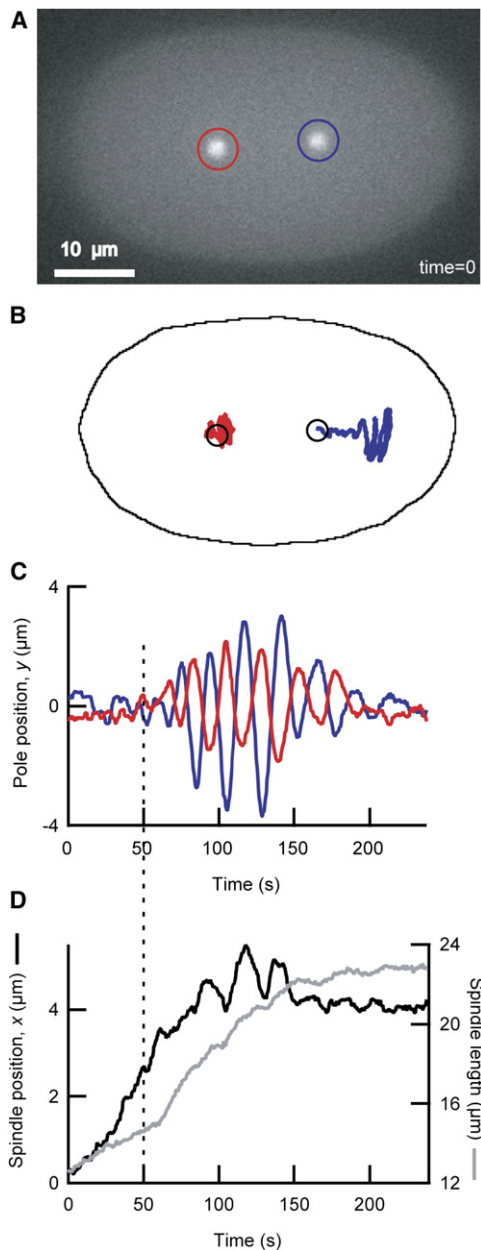 A
10 μm
time=0
B
C
4
0
-4
Pole position, y (μm)
0 50 100 150 200
Time (s)
D
Spindle position, x (μm)
4
2
0
24
20
16
12
Spindle length (μm)
0 50 100 150 200
Time (s)